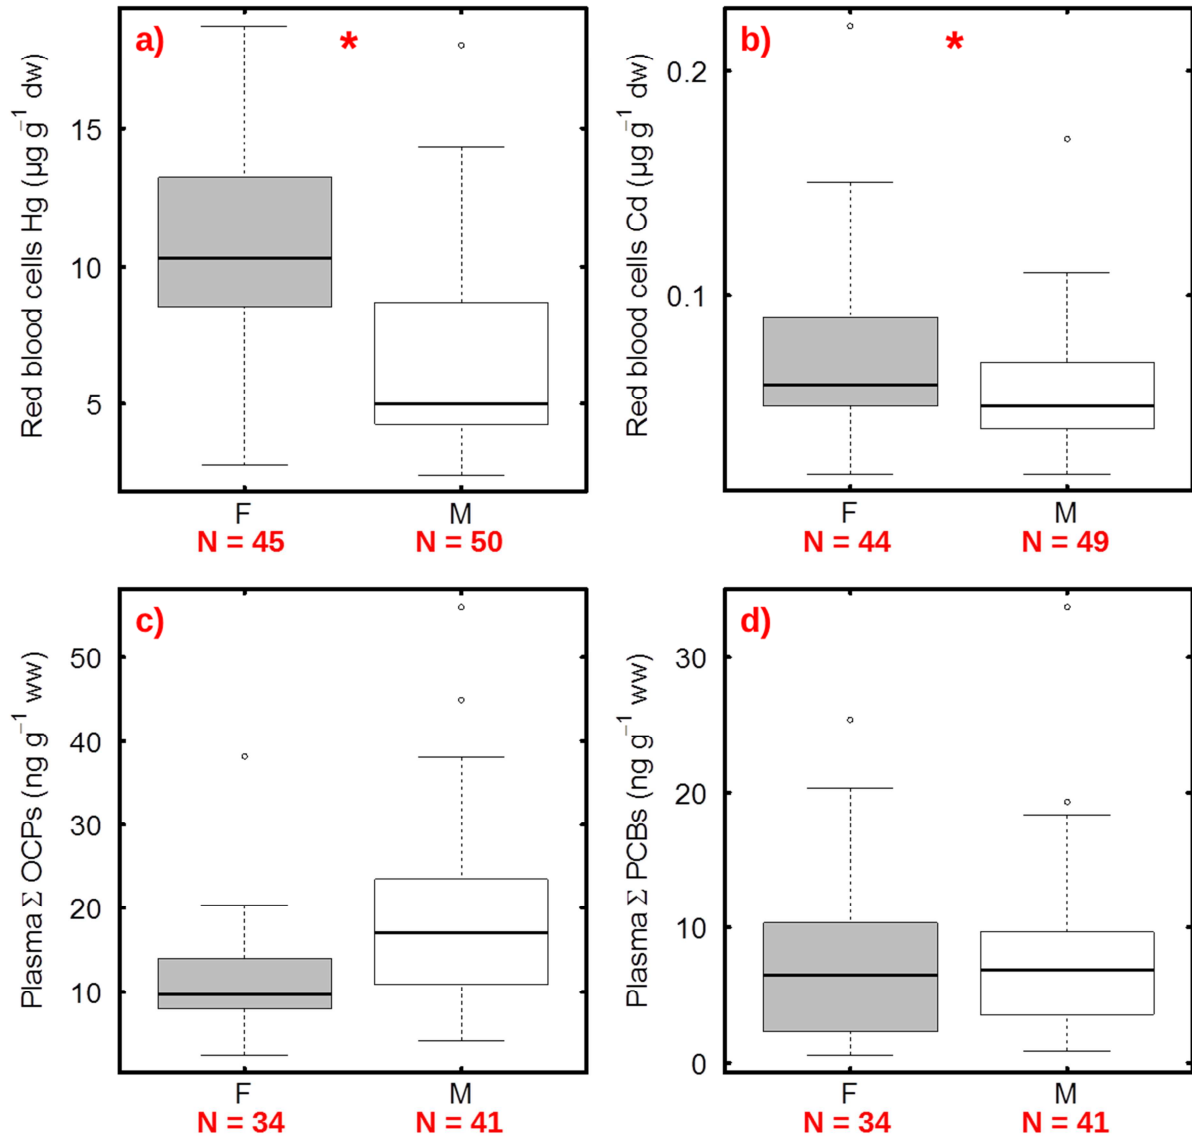 a)
*
Red blood cells Hg (µg g⁻¹ dw)
15
10
5
F
M
N = 45
N = 50
b)
*
Red blood cells Cd (µg g⁻¹ dw)
0.2
0.1
F
M
N = 44
N = 49
c)
Plasma Σ OCPs (ng g⁻¹ ww)
50
40
30
20
10
F
M
N = 34
N = 41
d)
Plasma Σ PCBs (ng g⁻¹ ww)
30
20
10
0
F
M
N = 34
N = 41